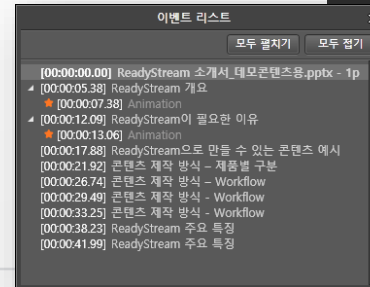 이벤트 리스트
모두 펼치기 모두 접기
[00:00:00.00] ReadyStream 소개서_데모콘텐츠용.pptx - 1p
[00:00:05.38] ReadyStream 개요
[00:00:07.38] Animation
[00:00:12.09] ReadyStream이 필요한 이유
[00:00:13.06] Animation
[00:00:17.88] ReadyStream으로 만들 수 있는 콘텐츠 예시
[00:00:21.92] 콘텐츠 제작 방식 – 제품별 구분
[00:00:26.74] 콘텐츠 제작 방식 – Workflow
[00:00:29.49] 콘텐츠 제작 방식 - Workflow
[00:00:33.25] 콘텐츠 제작 방식 - Workflow
[00:00:38.23] ReadyStream 주요 특징
[00:00:41.99] ReadyStream 주요 특징